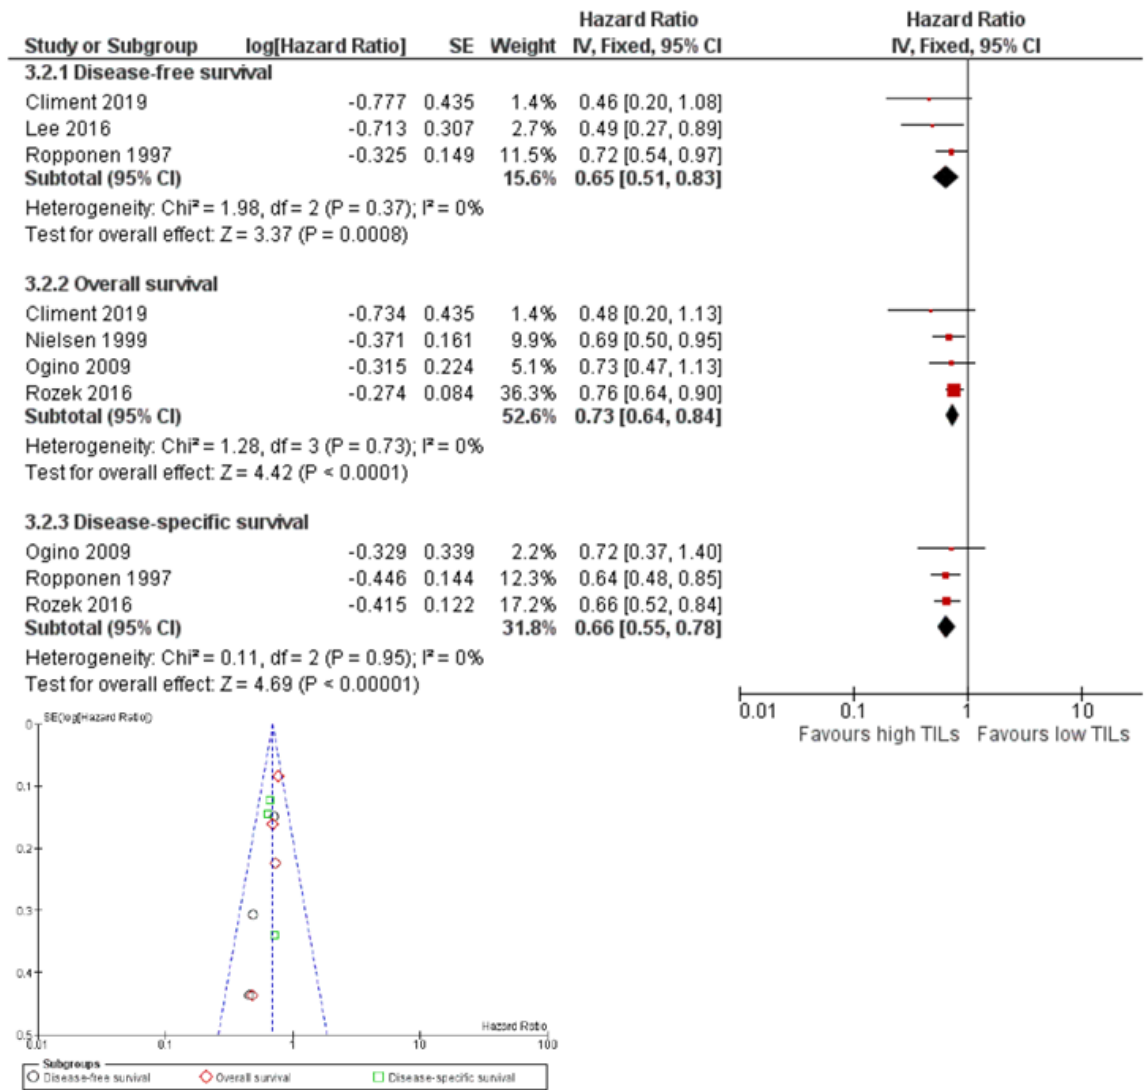 Hazard Ratio Hazard Ratio
Study or Subgroup log[Hazard Ratio] SE Weight IV, Fixed, 95% CI IV, Fixed, 95% CI
3.2.1 Disease-free survival
Climent 2019 -0.777 0.435 1.4% 0.46 [0.20, 1.08]
Lee 2016 -0.713 0.307 2.7% 0.49 [0.27, 0.89]
Ropponen 1997 -0.325 0.149 11.5% 0.72 [0.54, 0.97]
Subtotal (95% CI) 15.6% 0.65 [0.51, 0.83]
Heterogeneity: Chi² = 1.98, df = 2 (P = 0.37); I² = 0%
Test for overall effect: Z = 3.37 (P = 0.0008)
3.2.2 Overall survival
Climent 2019 -0.734 0.435 1.4% 0.48 [0.20, 1.13]
Nielsen 1999 -0.371 0.161 9.9% 0.69 [0.50, 0.95]
Ogino 2009 -0.315 0.224 5.1% 0.73 [0.47, 1.13]
Rozek 2016 -0.274 0.084 36.3% 0.76 [0.64, 0.90]
Subtotal (95% CI) 52.6% 0.73 [0.64, 0.84]
Heterogeneity: Chi² = 1.28, df = 3 (P = 0.73); I² = 0%
Test for overall effect: Z = 4.42 (P < 0.0001)
3.2.3 Disease-specific survival
Ogino 2009 -0.329 0.339 2.2% 0.72 [0.37, 1.40]
Ropponen 1997 -0.446 0.144 12.3% 0.64 [0.48, 0.85]
Rozek 2016 -0.415 0.122 17.2% 0.66 [0.52, 0.84]
Subtotal (95% CI) 31.8% 0.66 [0.55, 0.78]
Heterogeneity: Chi² = 0.11, df = 2 (P = 0.95); I² = 0%
Test for overall effect: Z = 4.69 (P < 0.00001)
0.01 0.1 1 10
Favours high TILs Favours low TILs
SE(log[Hazard Ratio])
0
0.1
0.2
0.3
0.4
0.5
Hazard Ratio
0.01 0.1 1 10 100
Subgroups
Disease-free survival Overall survival Disease-specific survival